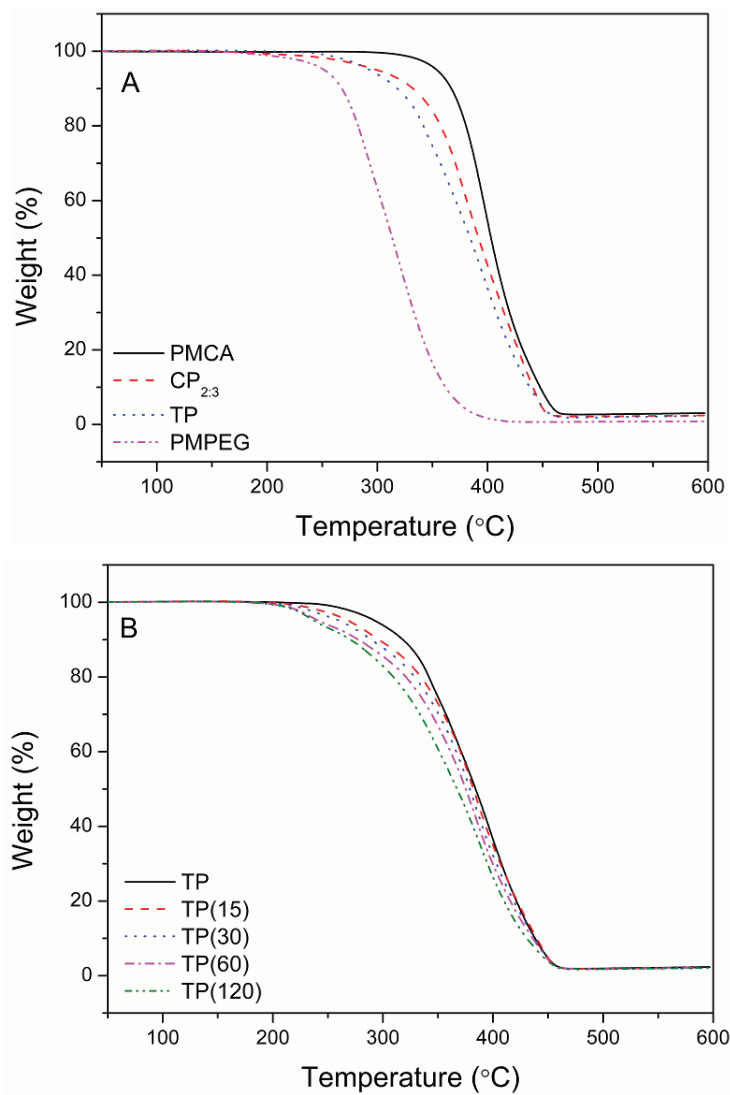 A
Weight (%)
100
80
60
40
20
0
PMCA
CP2:3
TP
PMPEG
100 200 300 400 500 600
Temperature (°C)
B
Weight (%)
100
80
60
40
20
0
TP
TP(15)
TP(30)
TP(60)
TP(120)
100 200 300 400 500 600
Temperature (°C)